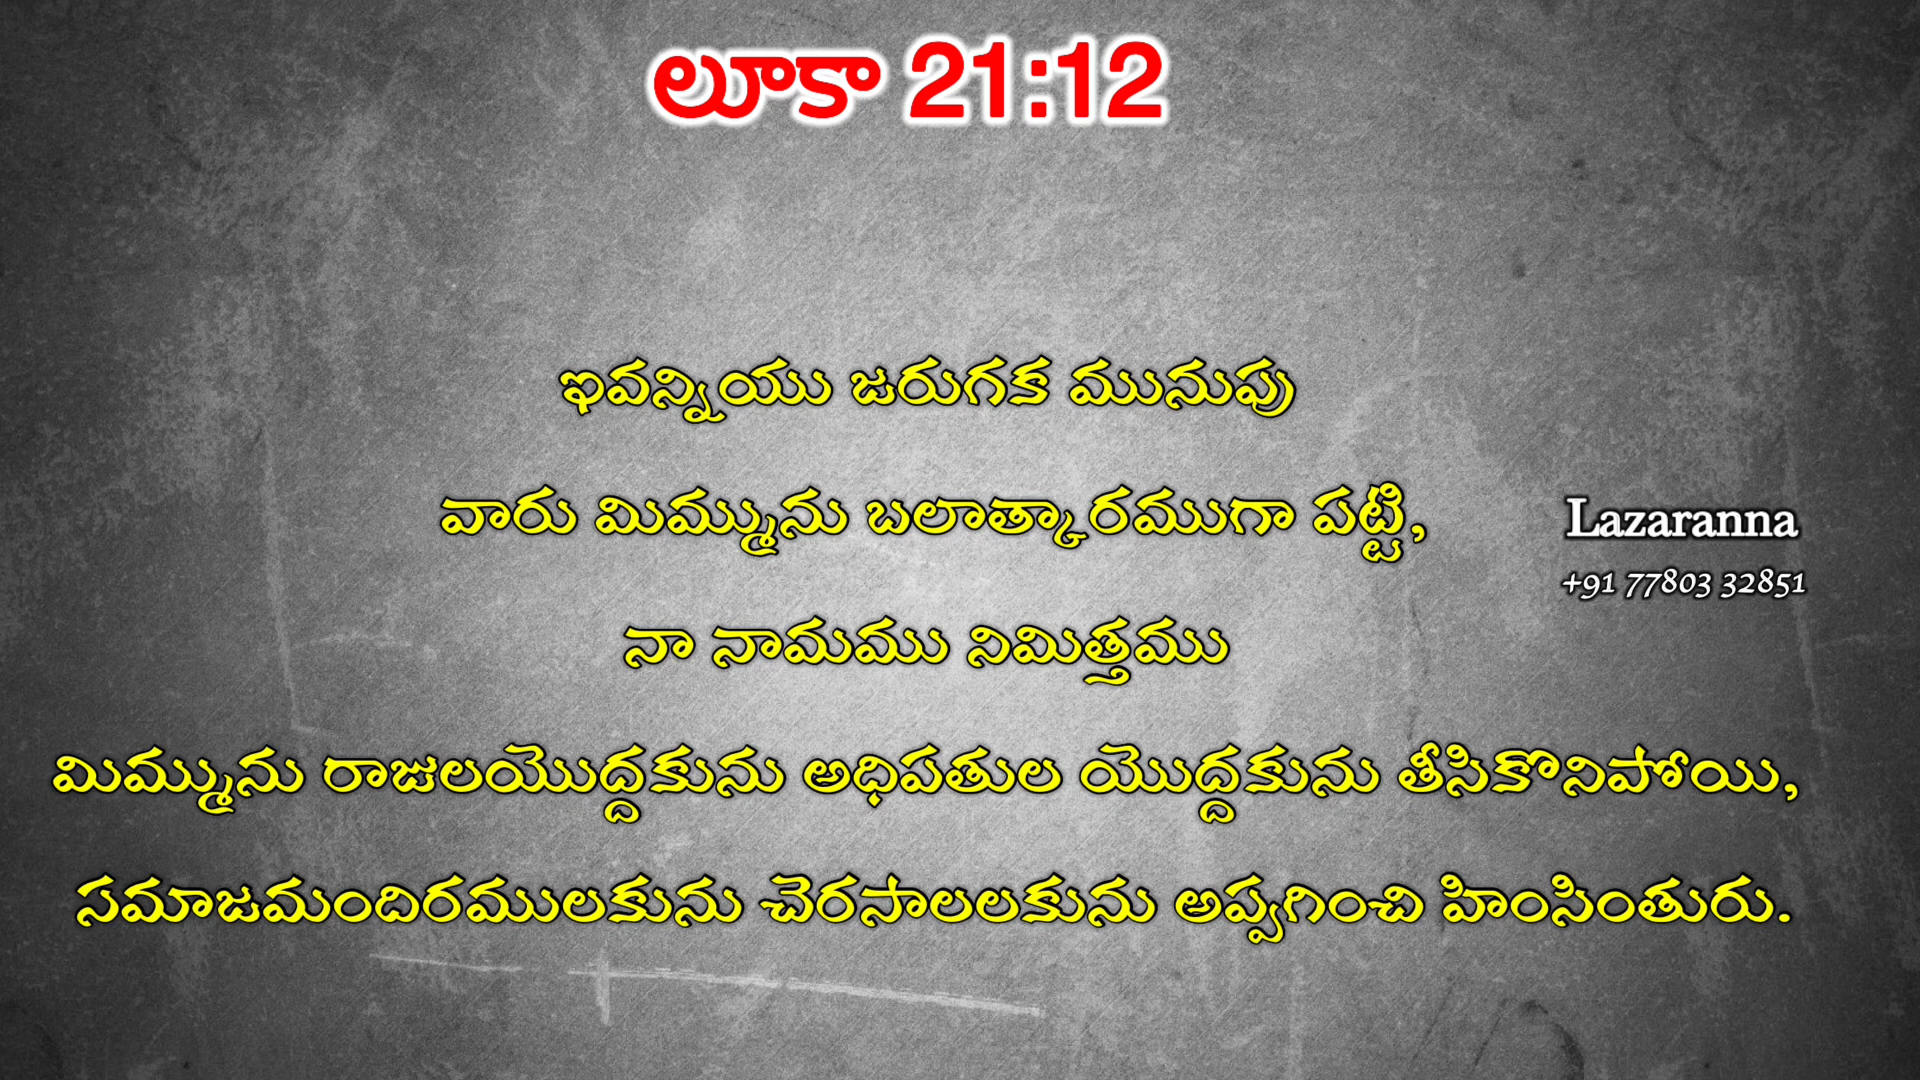 లూకా 21:12
ఇవన్నియు జరుగక మునుపు
వారు మిమ్మును బలాత్కారముగా పట్టి,
నా నామము నిమిత్తము
మిమ్మును రాజులయొద్దకును అధిపతుల యొద్దకును తీసికొనిపోయి,
సమాజమందిరములకును చెరసాలలకును అప్పగించి హింసింతురు.
Lazaranna
+91 77803 32851